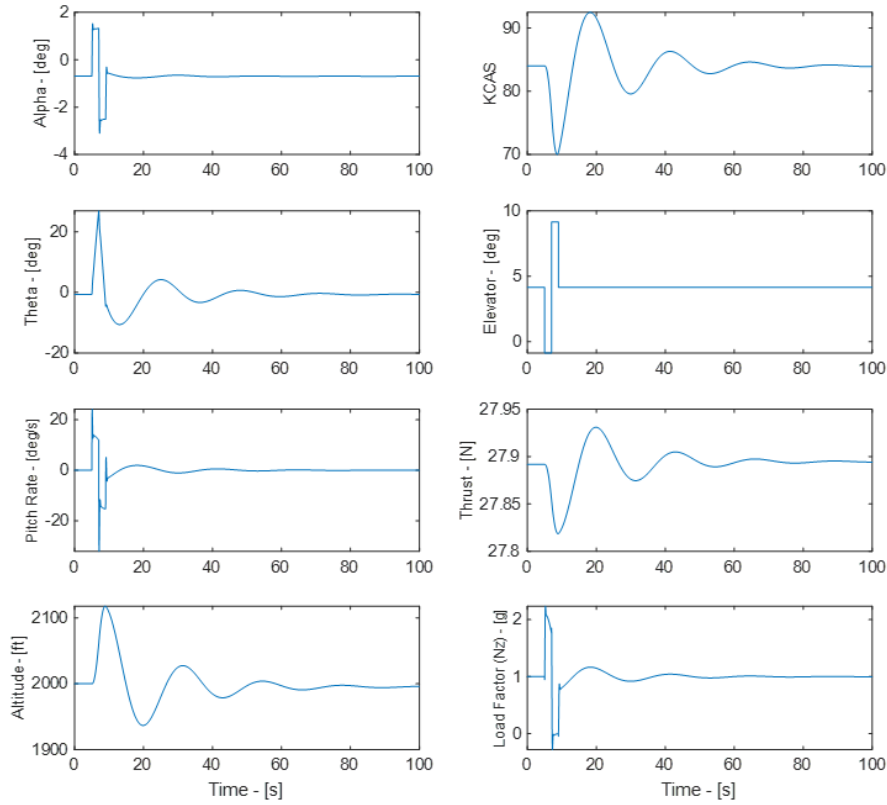 2
0
-2
-4
0 20 40 60 80 100
Alpha - [deg]
90
80
70
0 20 40 60 80 100
KCAS
20
0
-20
0 20 40 60 80 100
Theta - [deg]
10
5
0
0 20 40 60 80 100
Elevator - [deg]
20
0
-20
0 20 40 60 80 100
Pitch Rate - [deg/s]
27.95
27.9
27.85
27.8
0 20 40 60 80 100
Thrust - [N]
2100
2000
1900
0 20 40 60 80 100
Altitude - [ft]
Time - [s]
2
1
0
0 20 40 60 80 100
Load Factor (Nz) - [g]
Time - [s]